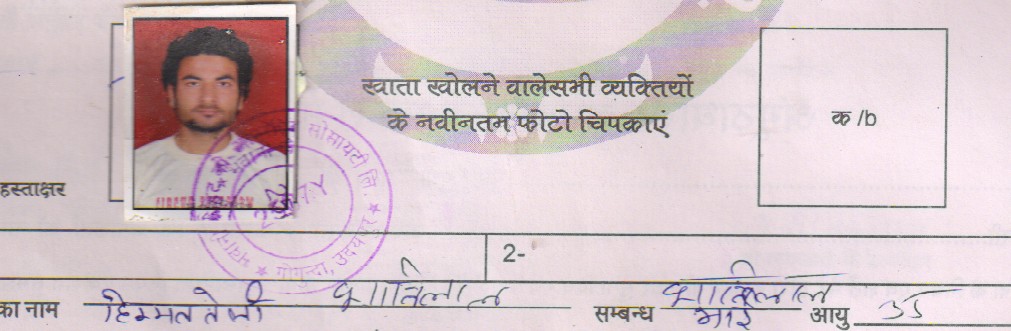 खाता खोलने वालेसभी व्यक्तियों
के नवीनतम फोटो चिपकाएं
क /b
सोसायटी लि
गोगुन्दा, उदयपुर
हस्ताक्षर
2-
का नाम हिम्मत तेली शान्तिलाल सम्बन्ध शान्तिलाल
भाई आयु 35